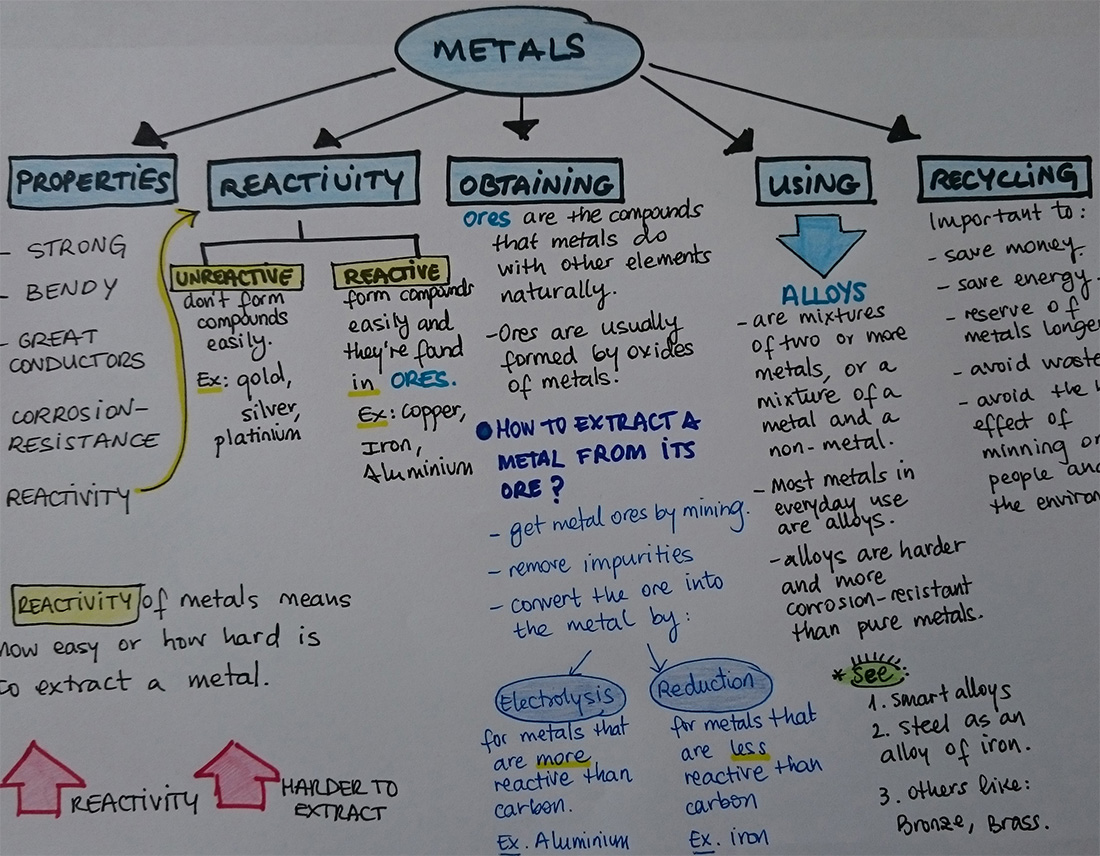 METALS
PROPERTIES
- STRONG
- BENDY
- GREAT
CONDUCTORS
CORROSION-
RESISTANCE
REACTIVITY
REACTIVITY
UNREACTIVE
don't form
compounds
easily.
Ex: gold,
silver,
platinium
REACTIVE
form compounds
easily and
they're fand
in ORES.
Ex: copper,
Iron,
Aluminium
OBTAINING
Ores are the compounds
that metals do
with other elements
naturally.
- Ores are usually
formed by oxides
of metals.
HOW TO EXTRACT A
METAL FROM ITS
ORE?
- get metal ores by mining.
- remove impurities
- convert the ore into
the metal by:
Electrolysis
for metals that
are more
reactive than
carbon.
Ex. Aluminium
Reduction
for metals that
are less
reactive than
carbon
Ex. iron
USING
ALLOYS
- are mixtures
of two or more
metals, or a
mixture of a
metal and a
non-metal.
- Most metals in
everyday use
are alloys.
- alloys are harder
and more
corrosion-resistant
than pure metals.
* See
1. smart alloys
2. steel as an
alloy of iron.
3. others like:
Bronze, Brass.
RECYCLING
Important to:
- save money.
- save energy.
- reserve of
metals longe
- avoid waste
- avoid the
effect of
minning or
people and
the environ
REACTIVITY of metals means
how easy or how hard is
to extract a metal.
REACTIVITY
HARDER TO
EXTRACT